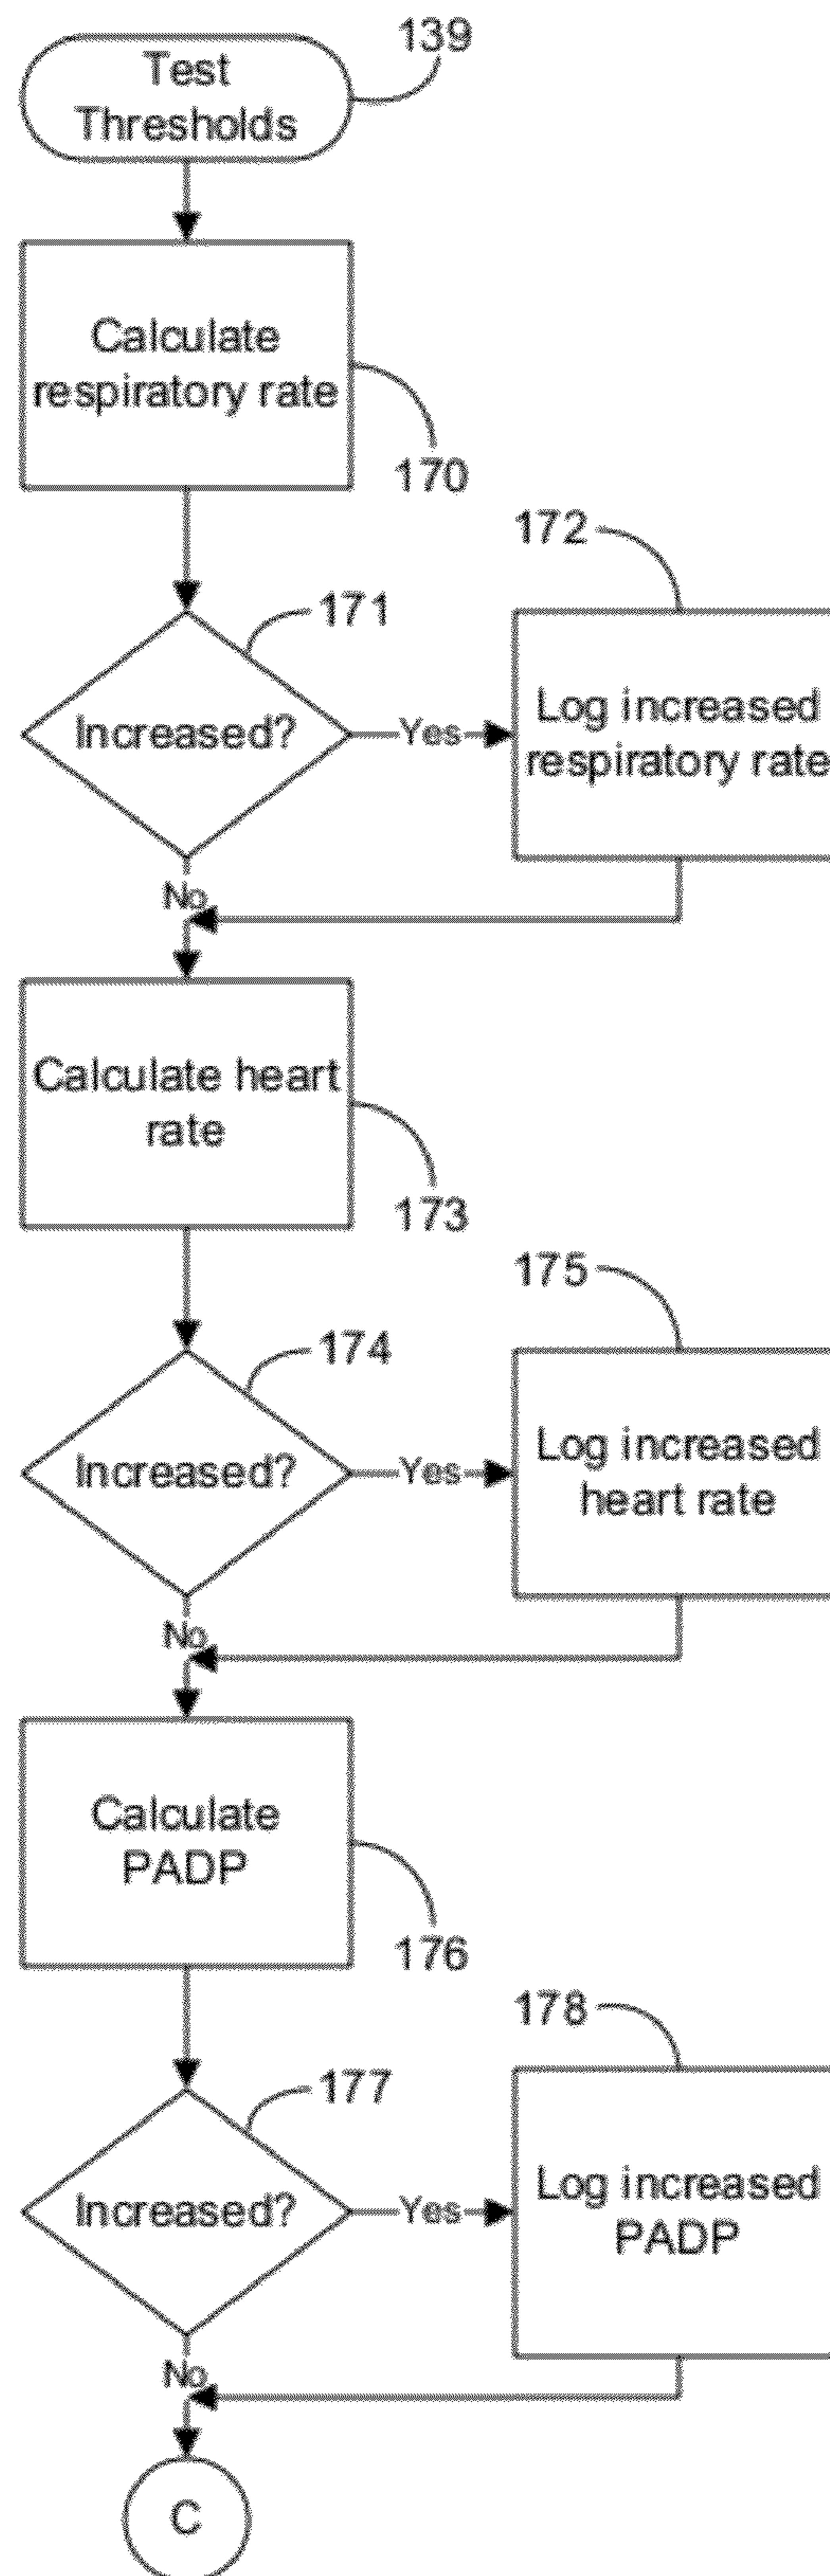 139
Test
Thresholds
Calculate
respiratory rate
170
172
171
Increased?
Yes
Log increased
respiratory rate
No
Calculate heart
rate
173
175
174
Increased?
Yes
Log increased
heart rate
No
Calculate
PADP
176
178
177
Increased?
Yes
Log increased
PADP
No
C